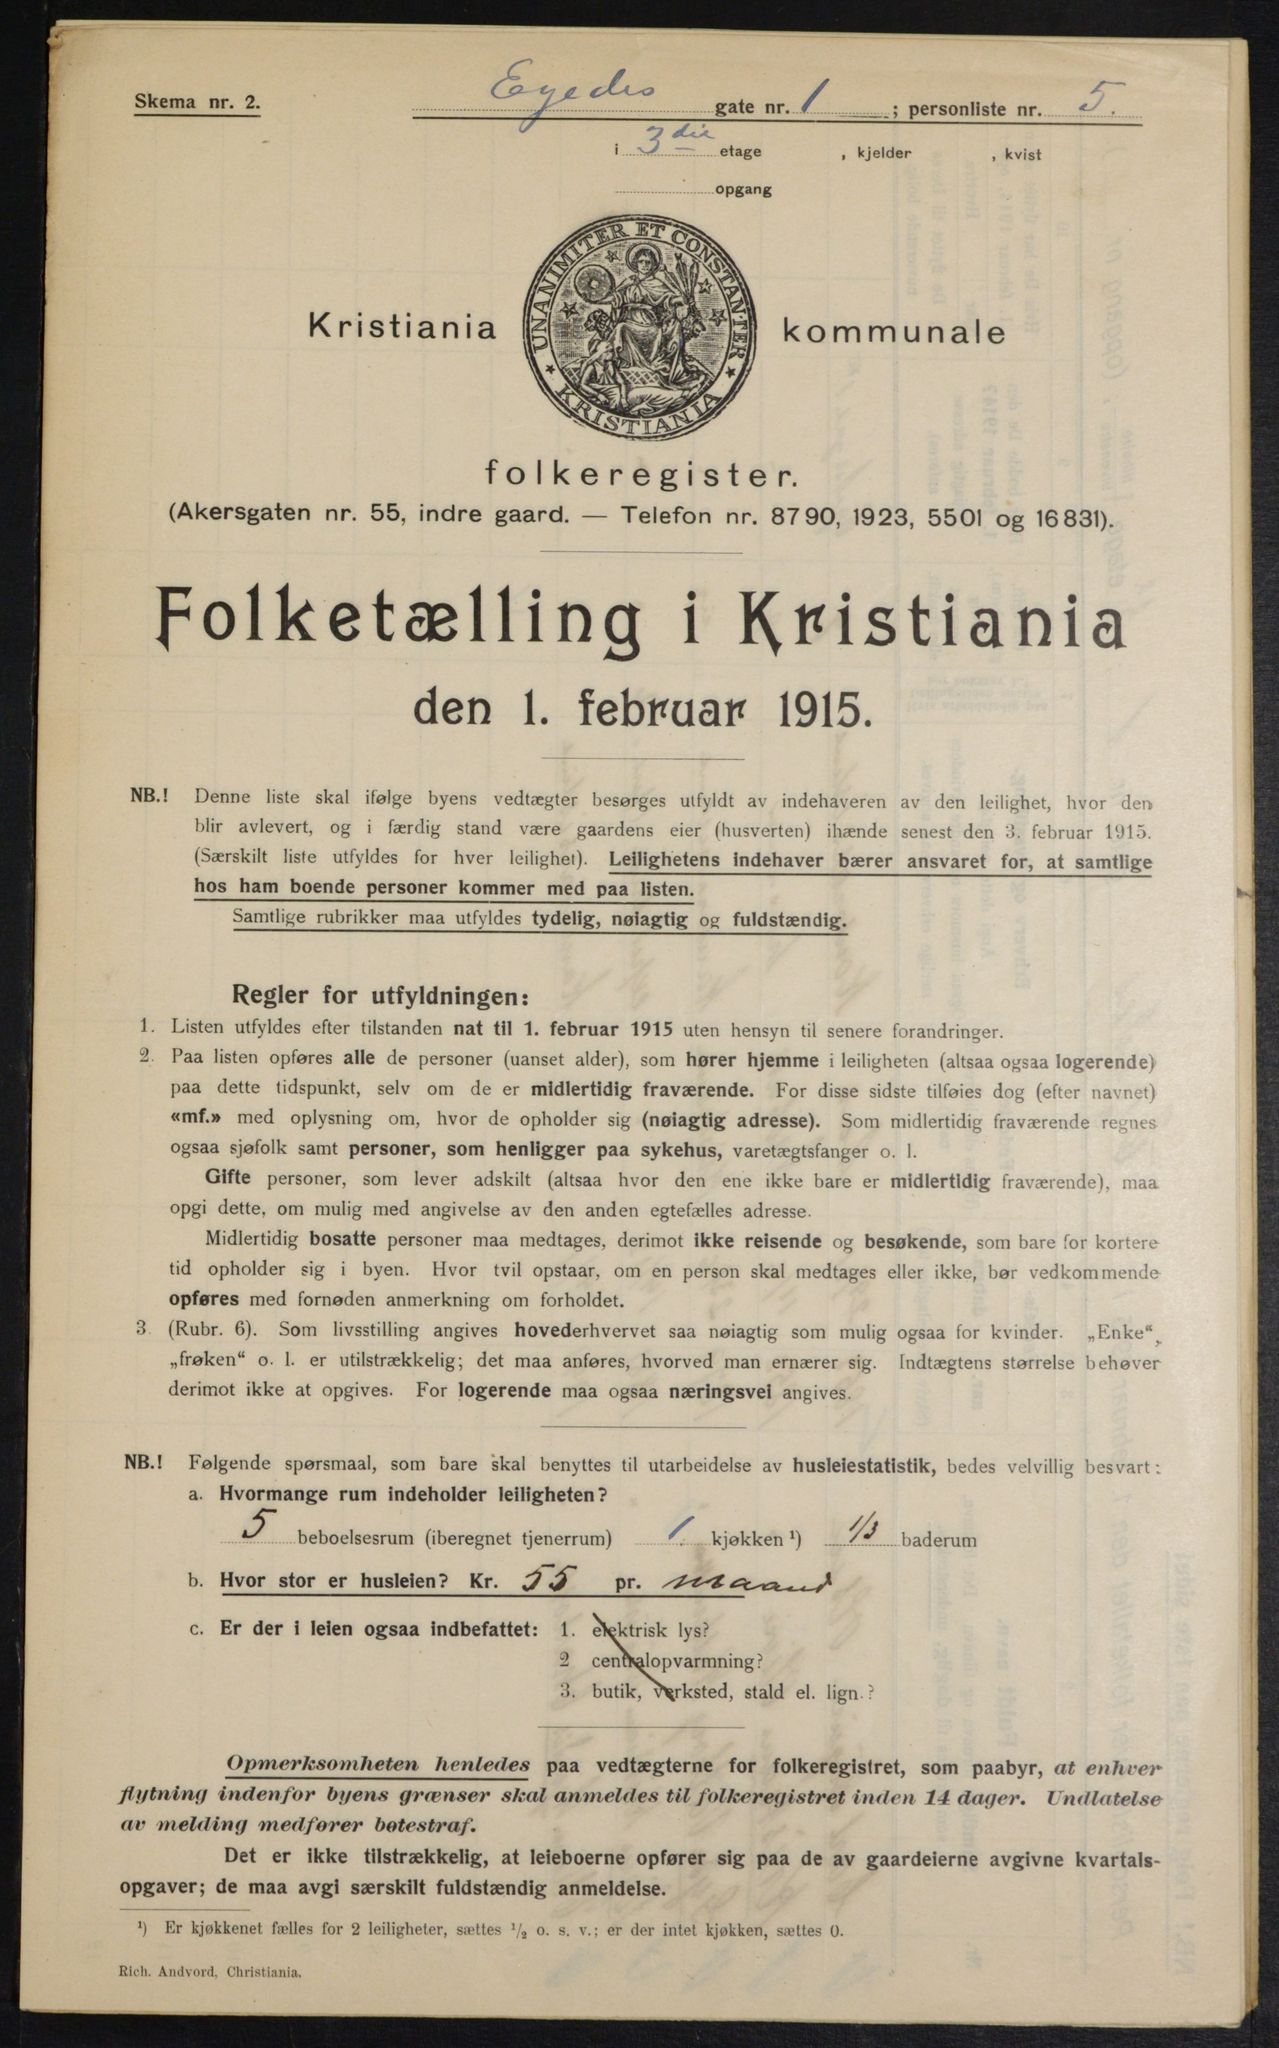 Skema nr. 2.
Egedes gate nr. 1 ; personliste nr. 5.
i 3die etage , kjelder , kvist
opgang
UNANIMITER ET CONSTANTER
KRISTIANIA
Kristiania kommunale
folkeregister.
(Akersgaten nr. 55, indre gaard. — Telefon nr. 8790, 1923, 5501 og 16831).
Folketælling i Kristiania
den 1. februar 1915.
NB.! Denne liste skal ifølge byens vedtægter besørges utfyldt av indehaveren av den leilighet, hvor den
blir avlevert, og i færdig stand være gaardens eier (husverten) ihænde senest den 3. februar 1915.
(Særskilt liste utfyldes for hver leilighet). Leilighetens indehaver bærer ansvaret for, at samtlige
hos ham boende personer kommer med paa listen.
Samtlige rubrikker maa utfyldes tydelig, nøiagtig og fuldstændig.
Regler for utfyldningen:
1. Listen utfyldes efter tilstanden nat til 1. februar 1915 uten hensyn til senere forandringer.
2. Paa listen opføres alle de personer (uanset alder), som hører hjemme i leiligheten (altsaa ogsaa logerende)
paa dette tidspunkt, selv om de er midlertidig fraværende. For disse sidste tilføies dog (efter navnet)
«mf.» med oplysning om, hvor de opholder sig (nøiagtig adresse). Som midlertidig fraværende regnes
ogsaa sjøfolk samt personer, som henligger paa sykehus, varetægtsfanger o. l.
Gifte personer, som lever adskilt (altsaa hvor den ene ikke bare er midlertidig fraværende), maa
opgi dette, om mulig med angivelse av den anden egtefælles adresse.
Midlertidig bosatte personer maa medtages, derimot ikke reisende og besøkende, som bare for kortere
tid opholder sig i byen. Hvor tvil opstaar, om en person skal medtages eller ikke, bør vedkommende
opføres med fornøden anmerkning om forholdet.
3. (Rubr. 6). Som livsstilling angives hovederhvervet saa nøiagtig som mulig ogsaa for kvinder. „Enke“,
„frøken“ o. l. er utilstrækkelig; det maa anføres, hvorved man ernærer sig. Indtægtens størrelse behøver
derimot ikke at opgives. For logerende maa ogsaa næringsvei angives.
NB.! Følgende spørsmaal, som bare skal benyttes til utarbeidelse av husleiestatistik, bedes velvillig besvart:
a. Hvormange rum indeholder leiligheten?
5 beboelsesrum (iberegnet tjenerrum) 1. kjøkken ¹) 1/3 baderum
b. Hvor stor er husleien? Kr. 55 pr. maand
c. Er der i leien ogsaa indbefattet: 1. elektrisk lys?
2 centralopvarmning?
3. butik, verksted, stald el. lign.?
Opmerksomheten henledes paa vedtægterne for folkeregistret, som paabyr, at enhver
flytning indenfor byens grænser skal anmeldes til folkeregistret inden 14 dager. Undlatelse
av melding medfører bøtestraf.
Det er ikke tilstrækkelig, at leieboerne opfører sig paa de av gaardeierne avgivne kvartals-
opgaver; de maa avgi særskilt fuldstændig anmeldelse.
¹) Er kjøkkenet fælles for 2 leiligheter, sættes ½ o. s. v.; er der intet kjøkken, sættes 0.
Rich. Andvord, Christiania.